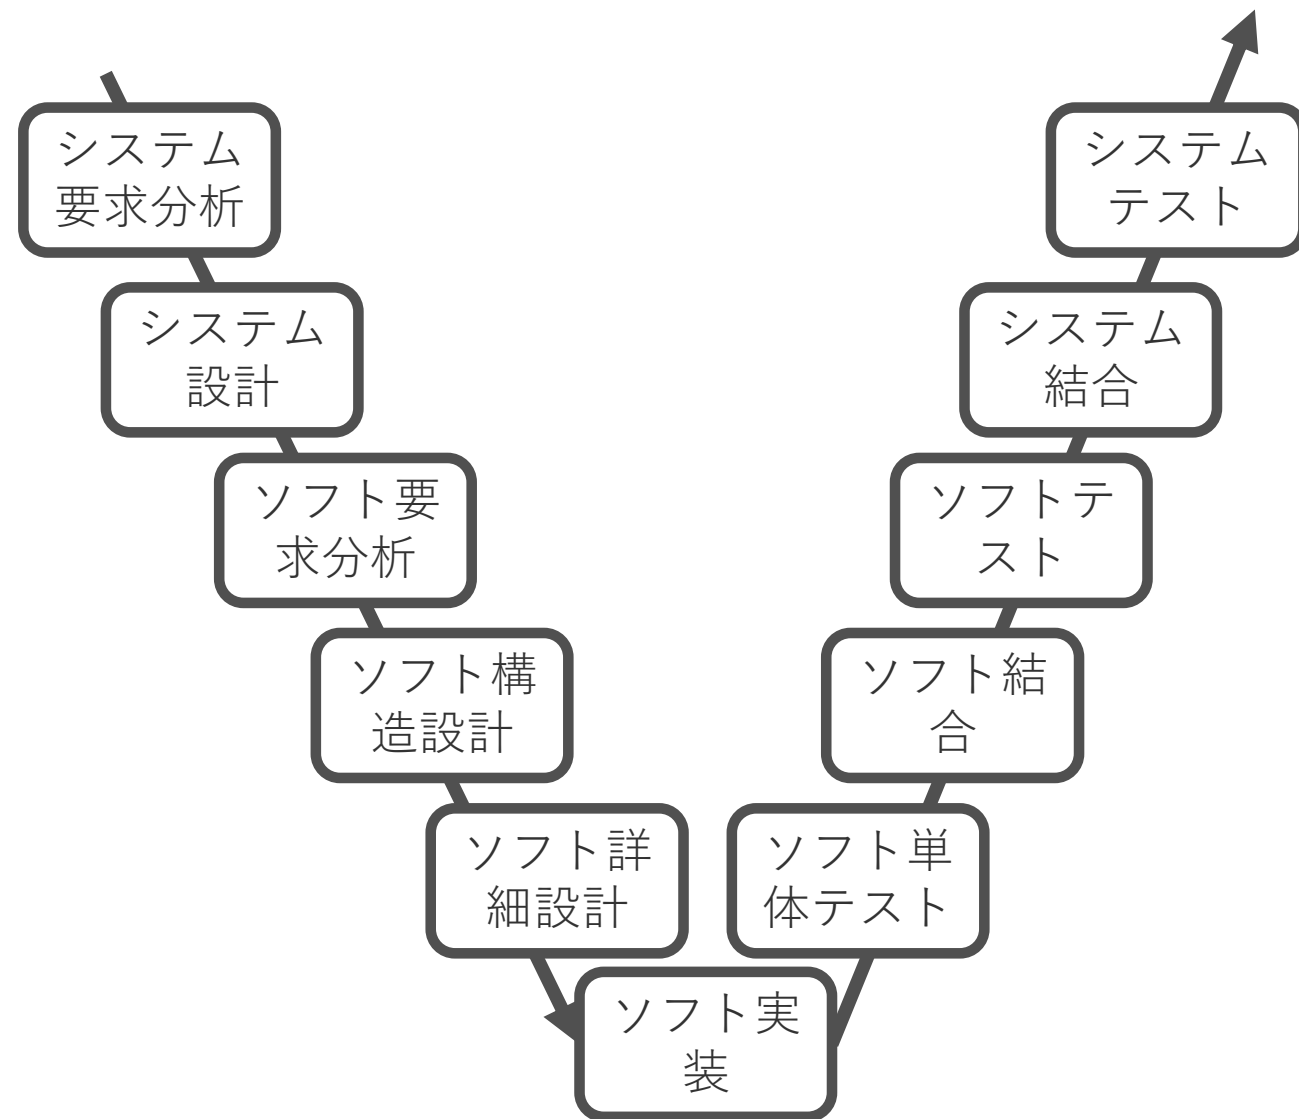 システム
要求分析
システム
設計
ソフト要
求分析
ソフト構
造設計
ソフト詳
細設計
ソフト実
装
ソフト単
体テスト
ソフト結
合
ソフトテ
スト
システム
結合
システム
テスト